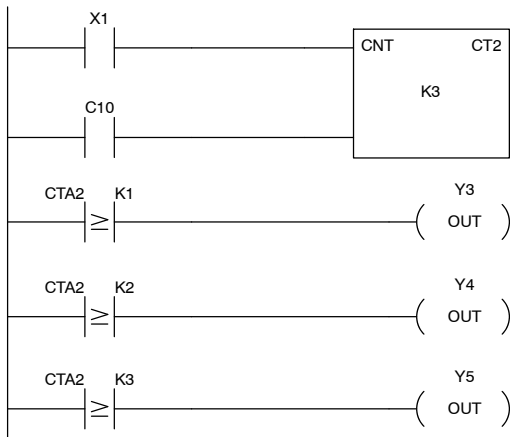 X1
CNT CT2
K3
C10
CTA2 ≥ K1
Y3
OUT
CTA2 ≥ K2
Y4
OUT
CTA2 ≥ K3
Y5
OUT